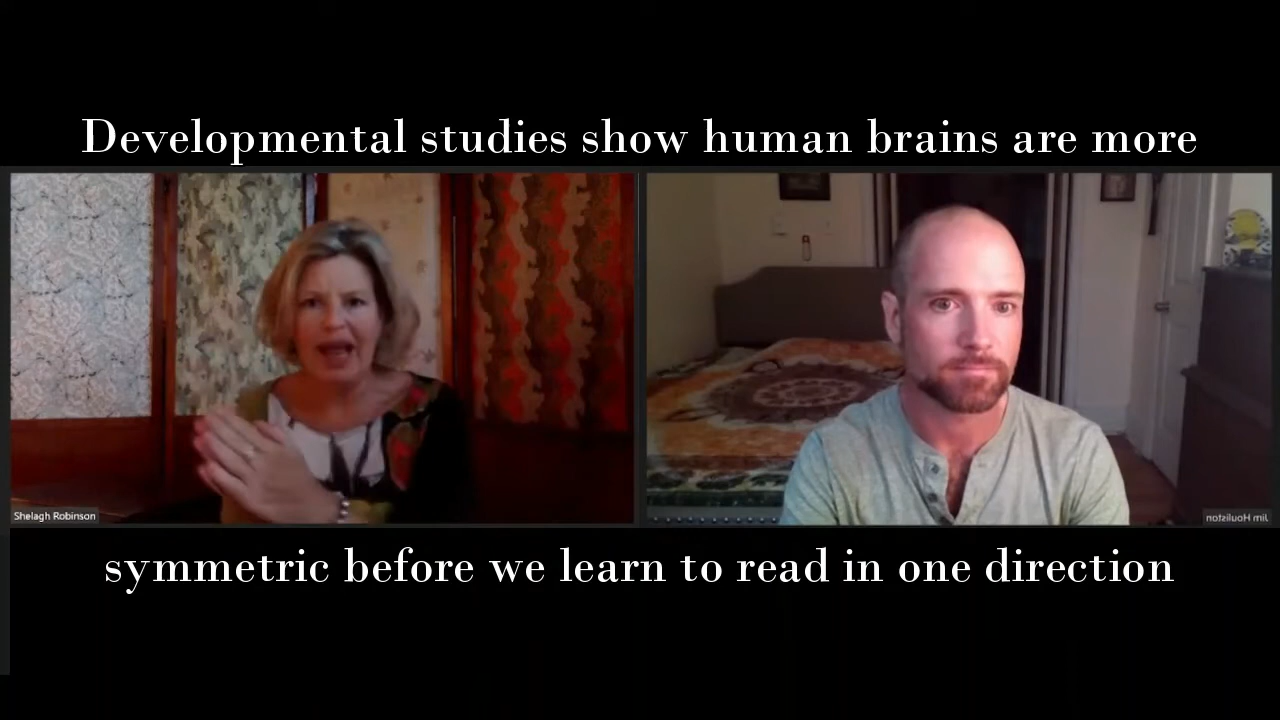 Developmental studies show human brains are more
Shelagh Robinson
Jim Houlistan
symmetric before we learn to read in one direction